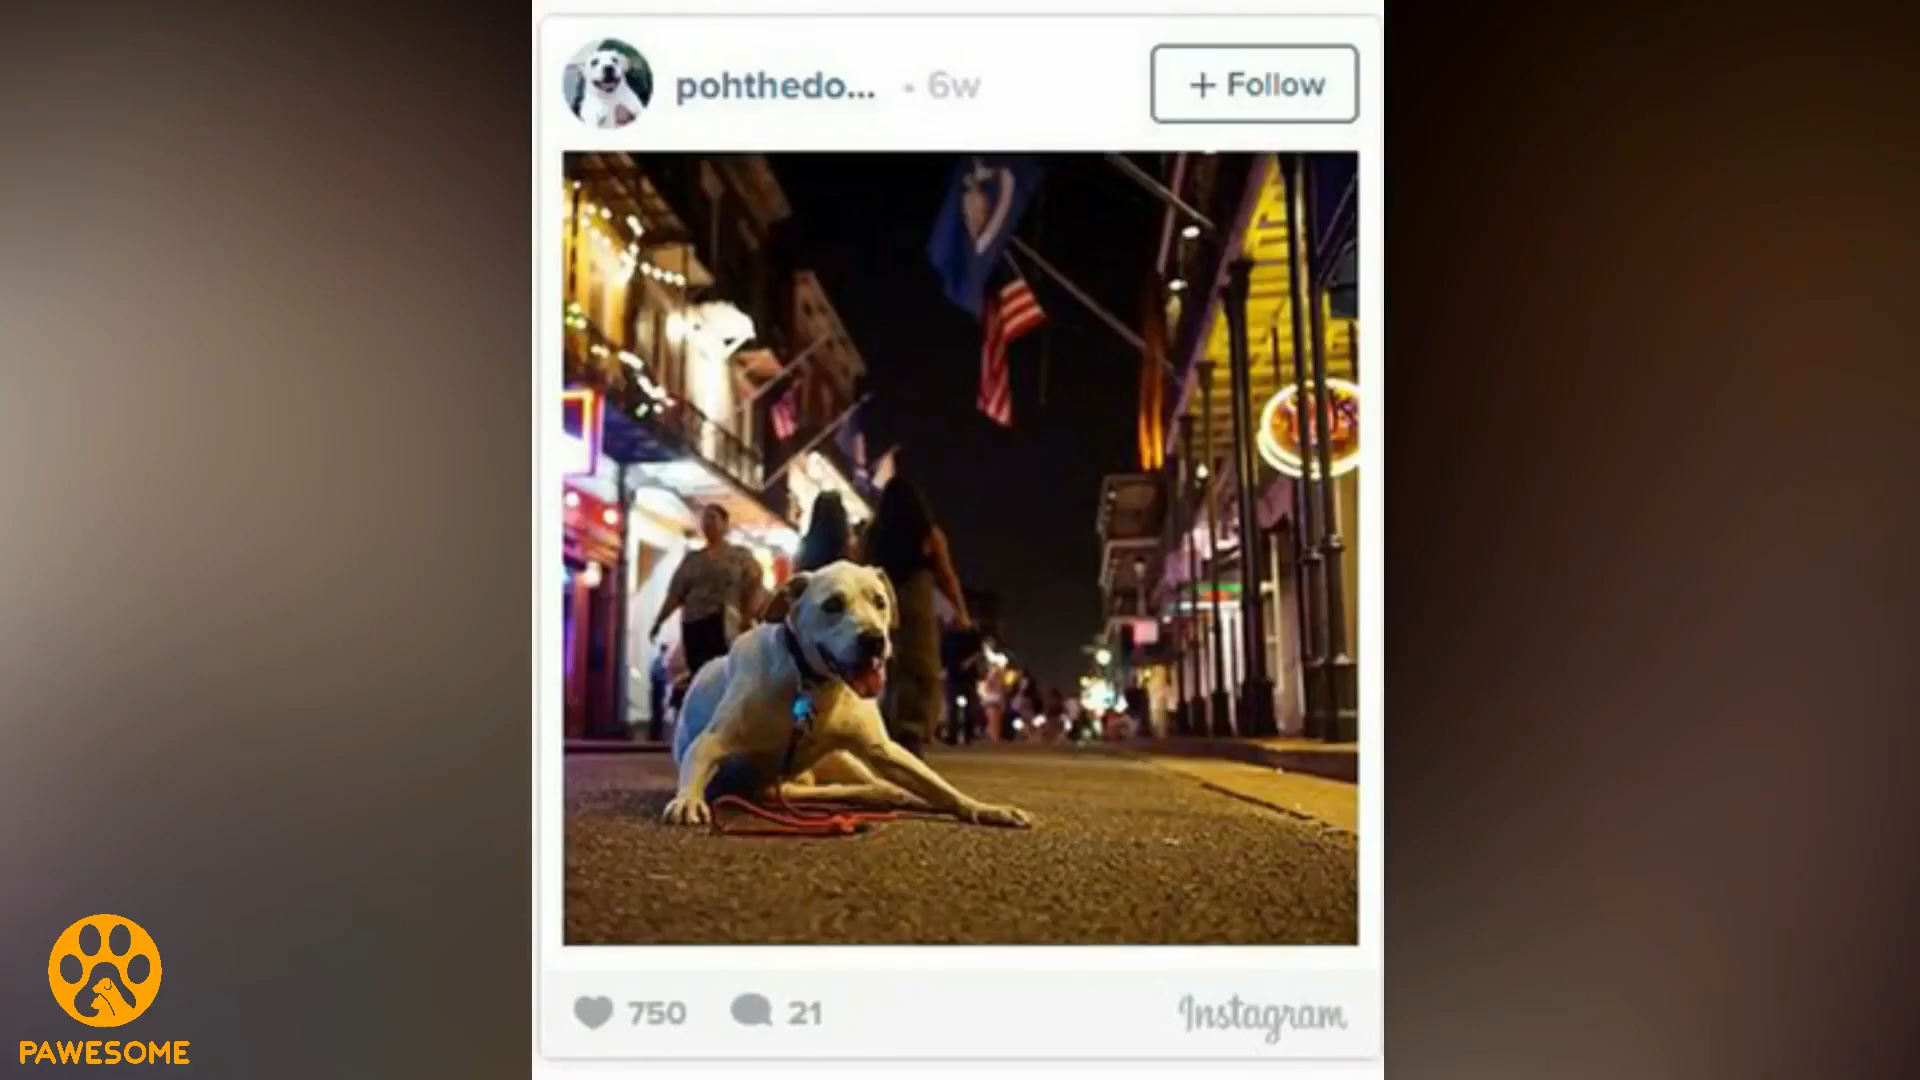 pohthedo... • 6w
+ Follow
750
21
Instagram
PAWESOME